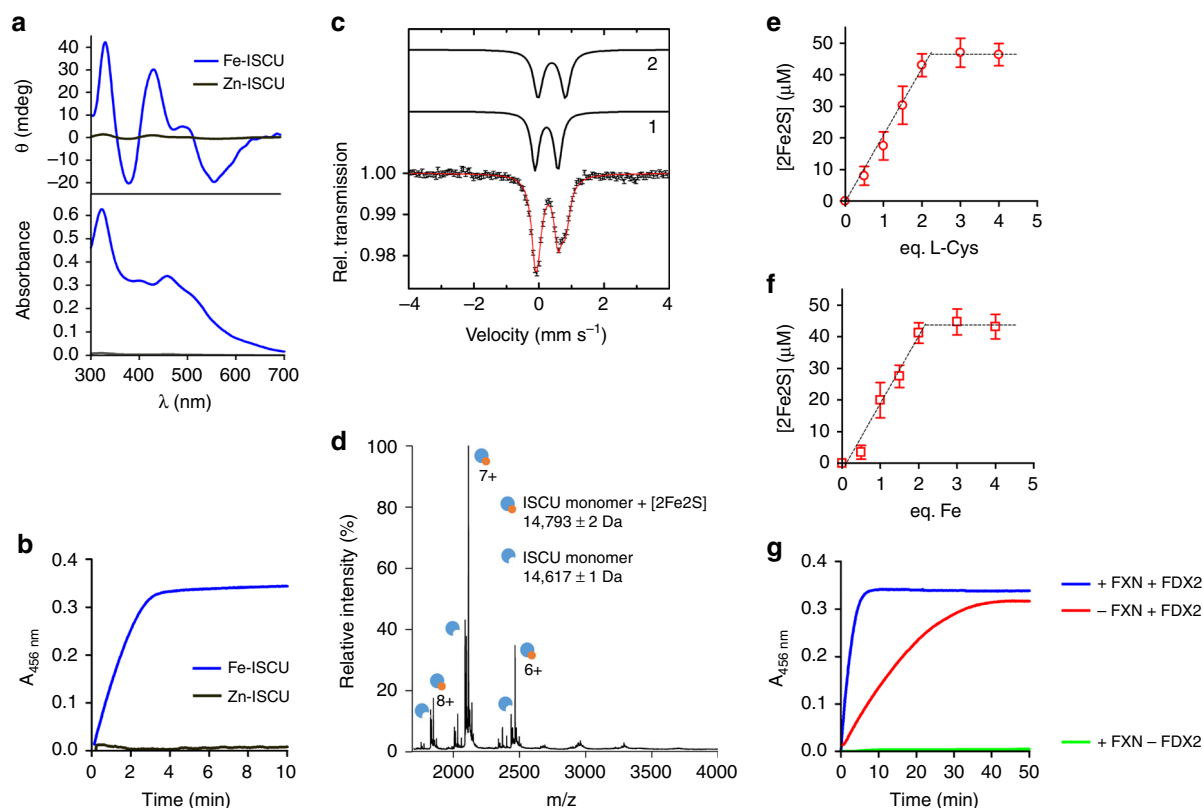 a
40
30
20
10
0
−10
−20
θ (mdeg)
Fe-ISCU
Zn-ISCU
0.6
0.5
0.4
0.3
0.2
0.1
0.0
Absorbance
300 400 500 600 700
λ (nm)
b
0.4
0.3
0.2
0.1
0.0
A456 nm
Fe-ISCU
Zn-ISCU
0 2 4 6 8 10
Time (min)
c
2
1
1.00
0.99
0.98
Rel. transmission
−4 −2 0 2 4
Velocity (mm s−1)
d
100
80
60
40
20
0
Relative intensity (%)
7+
8+
6+
ISCU monomer + [2Fe2S]
14,793 ± 2 Da
ISCU monomer
14,617 ± 1 Da
2000 2500 3000 3500 4000
m/z
e
60
50
40
30
20
10
0
[2Fe2S] (μM)
0 1 2 3 4 5
eq. L-Cys
f
50
40
30
20
10
0
[2Fe2S] (μM)
0 1 2 3 4 5
eq. Fe
g
0.4
0.3
0.2
0.1
0.0
A456 nm
+ FXN + FDX2
− FXN + FDX2
+ FXN − FDX2
0 10 20 30 40 50
Time (min)